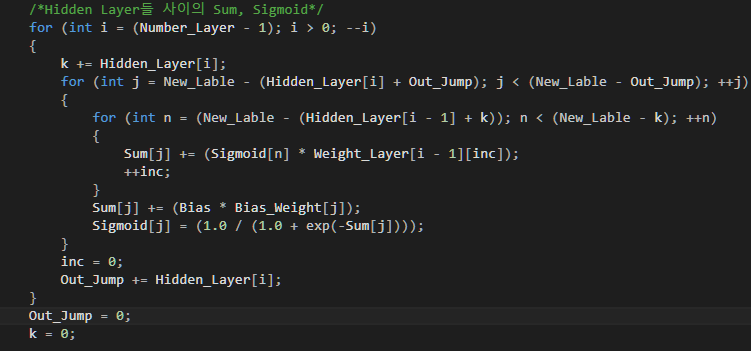 /*Hidden Layer들 사이의 Sum, Sigmoid*/
for (int i = (Number_Layer - 1); i > 0; --i)
{
k += Hidden_Layer[i];
for (int j = New_Lable - (Hidden_Layer[i] + Out_Jump); j < (New_Lable - Out_Jump); ++j)
{
for (int n = (New_Lable - (Hidden_Layer[i - 1] + k)); n < (New_Lable - k); ++n)
{
Sum[j] += (Sigmoid[n] * Weight_Layer[i - 1][inc]);
++inc;
}
Sum[j] += (Bias * Bias_Weight[j]);
Sigmoid[j] = (1.0 / (1.0 + exp(-Sum[j])));
}
inc = 0;
Out_Jump += Hidden_Layer[i];
}
Out_Jump = 0;
k = 0;